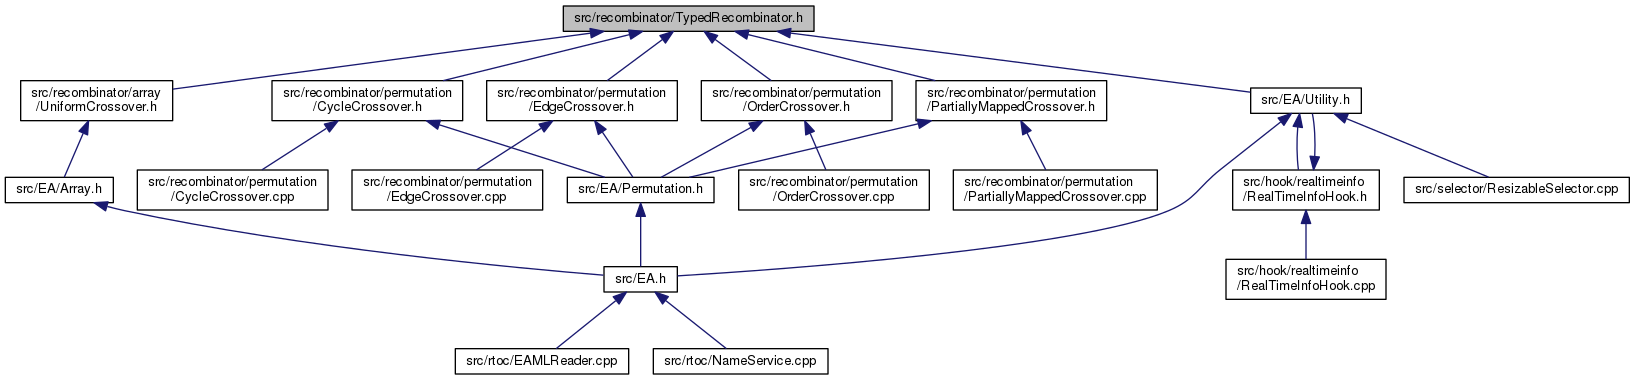 src/recombinator/TypedRecombinator.h
src/recombinator/array
/UniformCrossover.h
src/recombinator/permutation
/CycleCrossover.h
src/recombinator/permutation
/EdgeCrossover.h
src/recombinator/permutation
/OrderCrossover.h
src/recombinator/permutation
/PartiallyMappedCrossover.h
src/EA/Utility.h
src/EA/Array.h
src/recombinator/permutation
/CycleCrossover.cpp
src/recombinator/permutation
/EdgeCrossover.cpp
src/EA/Permutation.h
src/recombinator/permutation
/OrderCrossover.cpp
src/recombinator/permutation
/PartiallyMappedCrossover.cpp
src/hook/realtimeinfo
/RealTimeInfoHook.h
src/selector/ResizableSelector.cpp
src/EA.h
src/hook/realtimeinfo
/RealTimeInfoHook.cpp
src/rtoc/EAMLReader.cpp
src/rtoc/NameService.cpp